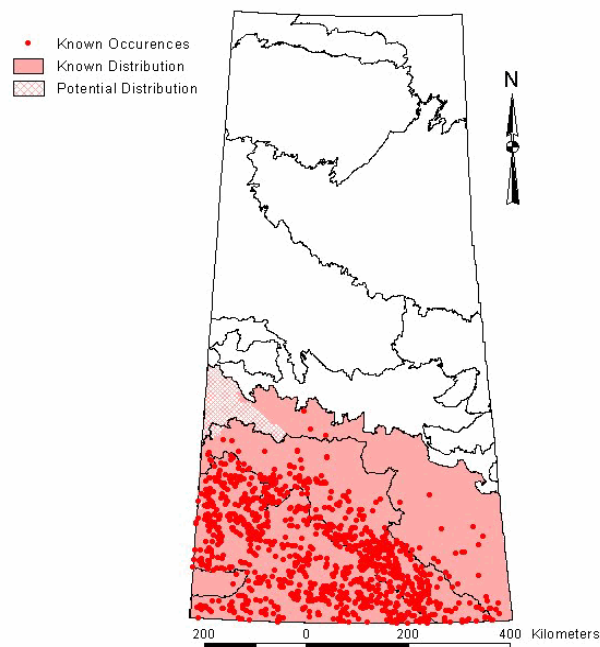 Known Occurences
Known Distribution
Potential Distribution
N
200 0 200 400 Kilometers